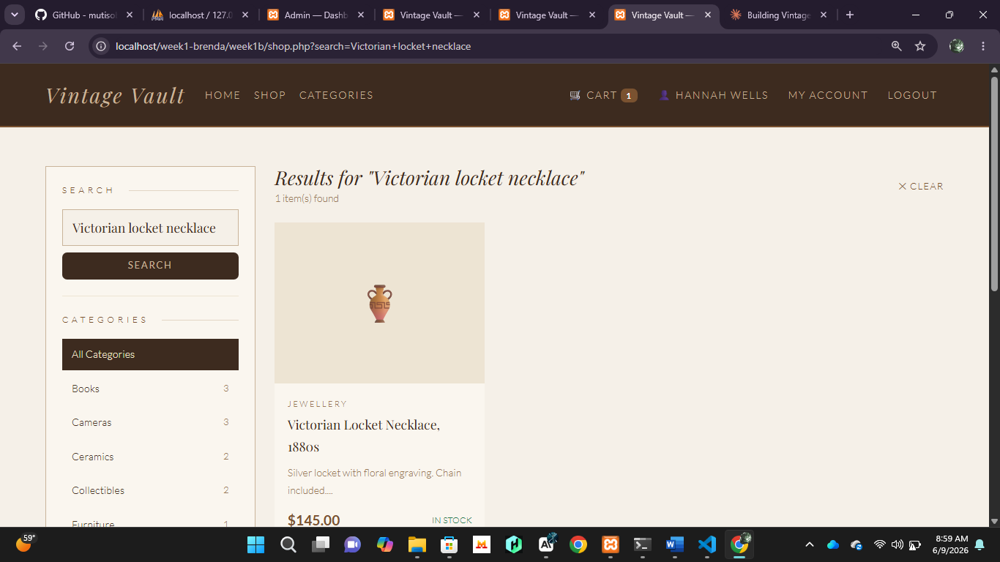 GitHub - mutiso
localhost / 127.0
Admin — Dashb
Vintage Vault —
Vintage Vault —
Vintage Vault —
Building Vintage
localhost/week1-brenda/week1b/shop.php?search=Victorian+locket+necklace
Vintage Vault
HOME
SHOP
CATEGORIES
CART 1
HANNAH WELLS
MY ACCOUNT
LOGOUT
SEARCH
Victorian locket necklace
SEARCH
CATEGORIES
All Categories
Books 3
Cameras 3
Ceramics 2
Collectibles 2
Furniture 1
Results for "Victorian locket necklace"
1 item(s) found
✕ CLEAR
JEWELLERY
Victorian Locket Necklace,
1880s
Silver locket with floral engraving. Chain
included....
$145.00
IN STOCK
59°
8:59 AM
6/9/2026